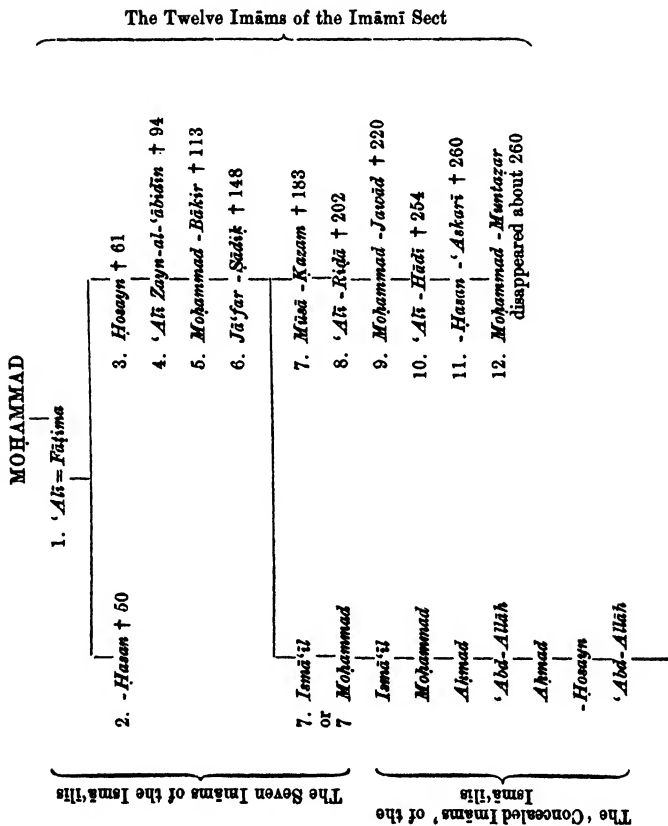 The Twelve Imāms of the Imāmī Sect
MOḤAMMAD
1. ‘Alī = Fāṭima
2. -Ḥasan † 50
3. Ḥosayn † 61
4. ‘Alī Zayn-al-‘ābidīn † 94
5. Moḥammad -Bāḳir † 113
6. Jā‘far -Ṣādiḳ † 148
7. Ismā‘īl
or
7 Moḥammad
7. Mūsā -Kaẓam † 183
8. ‘Alī -Riḍā † 202
9. Moḥammad -Jawād † 220
10. ‘Alī -Hādī † 254
11. -Ḥasan -‘Askarī † 260
12. Moḥammad -Muntaẓar
disappeared about 260
Ismā‘īl
Moḥammad
Aḥmad
‘Abd-Allāh
Aḥmad
-Ḥosayn
‘Abd-Allāh
The Seven Imāms of the Ismā‘īlīs
The ‘Concealed Imāms’ of the
Ismā‘īlīs